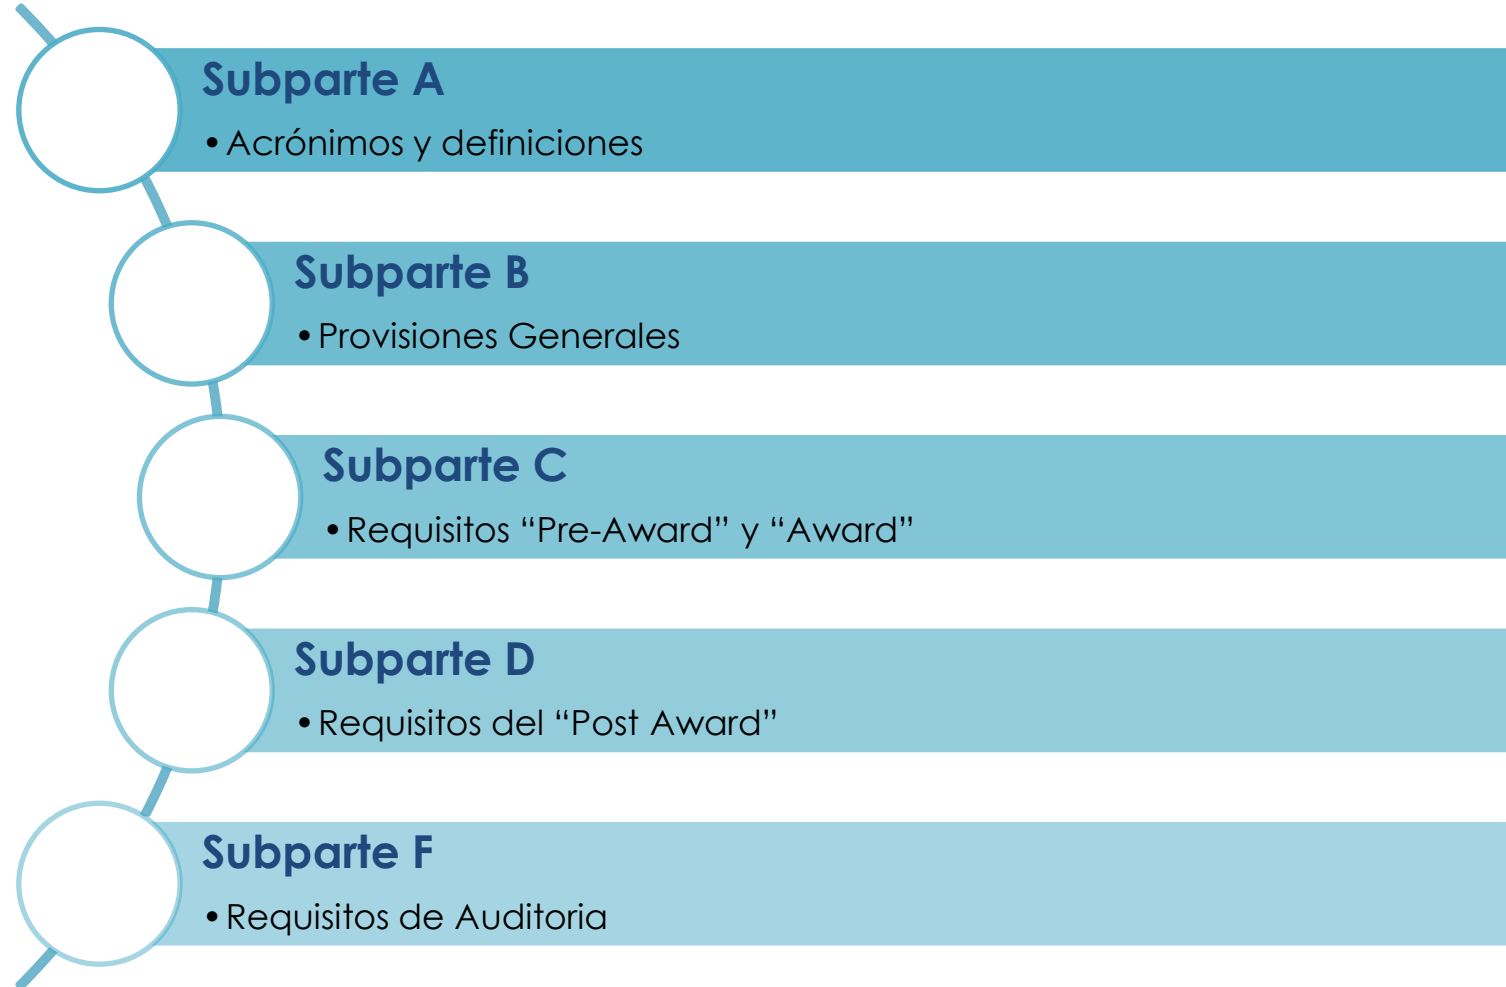 Subparte A
•Acrónimos y definiciones
Subparte B
•Provisiones Generales
Subparte C
•Requisitos “Pre-Award” y “Award”
Subparte D
•Requisitos del “Post Award”
Subparte F
•Requisitos de Auditoria